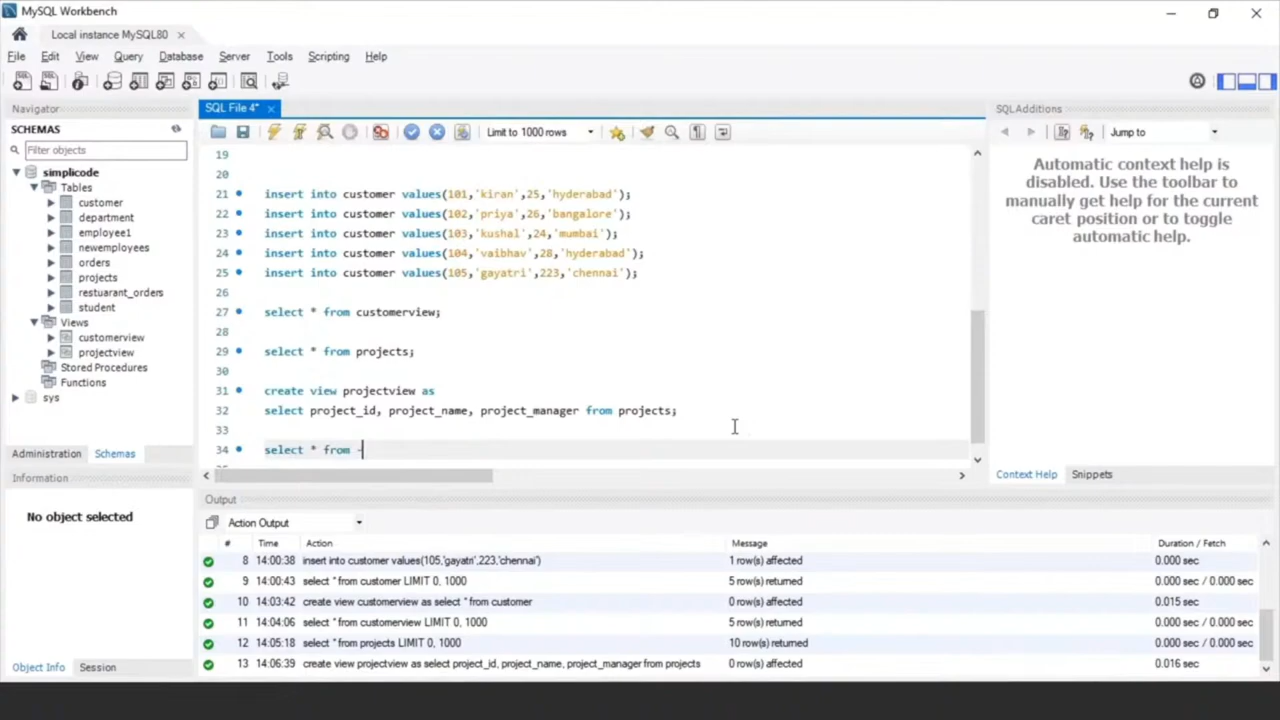 MySQL Workbench
Local instance MySQL80
File Edit View Query Database Server Tools Scripting Help
Navigator
SCHEMAS
Filter objects
simplicode
Tables
customer
department
employee1
newemployees
orders
projects
restuarant_orders
student
Views
customerview
projectview
Stored Procedures
Functions
sys
Administration Schemas
Information
No object selected
Object Info Session
SQL File 4*
Limit to 1000 rows
19
20
21 insert into customer values(101,'kiran',25,'hyderabad');
22 insert into customer values(102,'priya',26,'bangalore');
23 insert into customer values(103,'kushal',24,'mumbai');
24 insert into customer values(104,'vaibhav',28,'hyderabad');
25 insert into customer values(105,'gayatri',223,'chennai');
26
27 select * from customerview;
28
29 select * from projects;
30
31 create view projectview as
32 select project_id, project_name, project_manager from projects;
33
34 select * from -
SQLAdditions
Jump to
Automatic context help is
disabled. Use the toolbar to
manually get help for the current
caret position or to toggle
automatic help.
Context Help Snippets
Output
Action Output
# Time Action Message Duration / Fetch
8 14:00:38 insert into customer values(105,'gayatri',223,'chennai') 1 row(s) affected 0.000 sec
9 14:00:43 select * from customer LIMIT 0, 1000 5 row(s) returned 0.000 sec / 0.000 sec
10 14:03:42 create view customerview as select * from customer 0 row(s) affected 0.015 sec
11 14:04:06 select * from customerview LIMIT 0, 1000 5 row(s) returned 0.000 sec / 0.000 sec
12 14:05:18 select * from projects LIMIT 0, 1000 10 row(s) returned 0.000 sec / 0.000 sec
13 14:06:39 create view projectview as select project_id, project_name, project_manager from projects 0 row(s) affected 0.016 sec